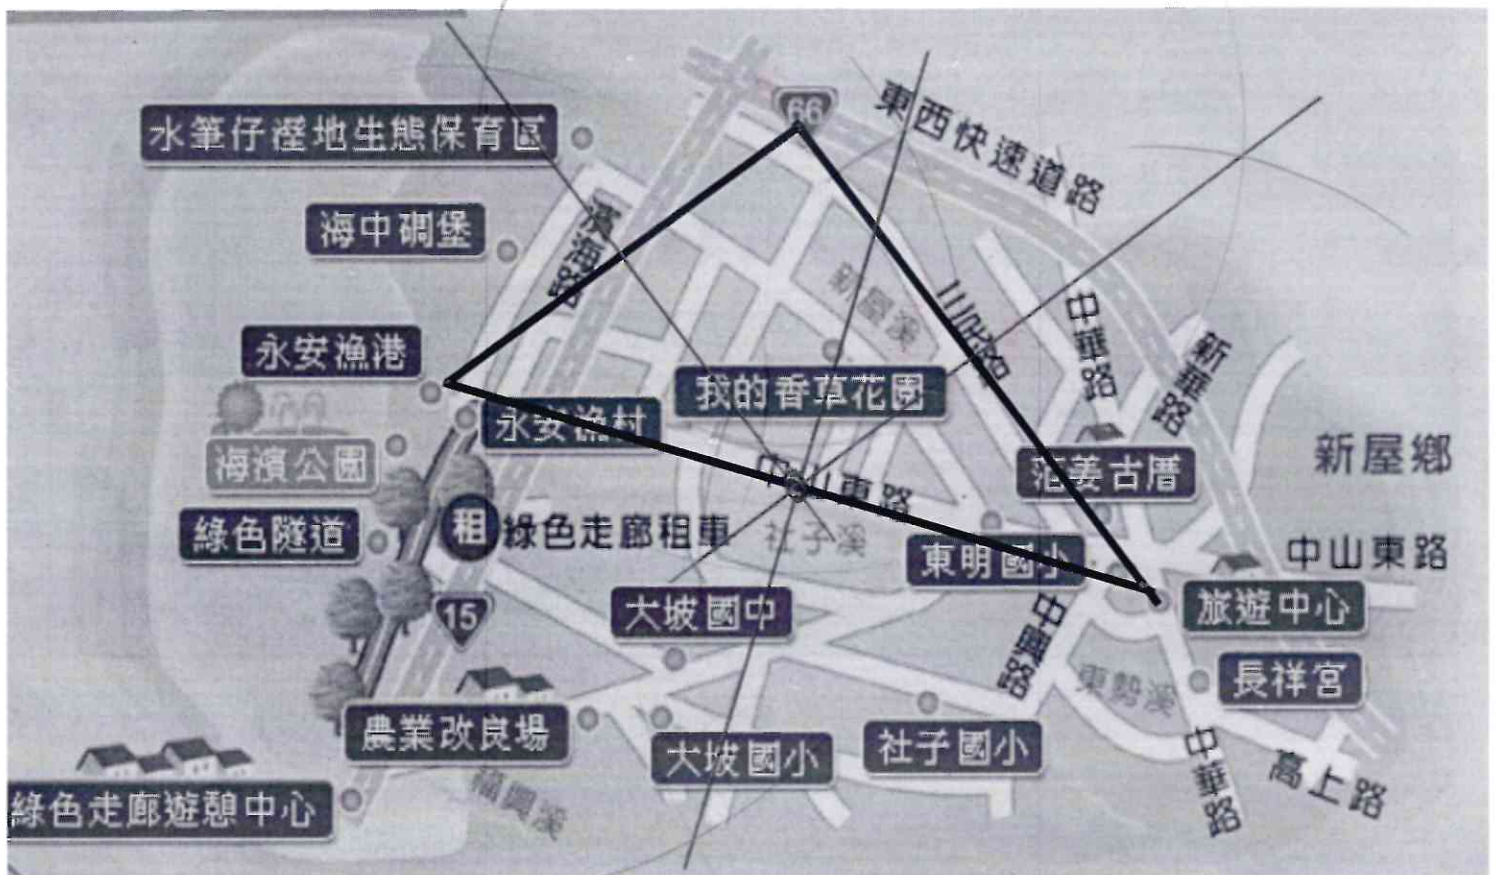 66
東西快速道路
水筆仔溼地生態保育區
濱海路
海中碉堡
新屋溪
中華路
新華路
永安漁港
我的香草花園
永安漁村
海濱公園
中山東路
范姜古厝
新屋鄉
綠色隧道
租
綠色走廊租車
社子溪
東明國小
中山東路
15
大坡國中
中興路
旅遊中心
東勢溪
長祥宮
農業改良場
大坡國小
社子國小
中華路
高上路
福興溪
綠色走廊遊憩中心